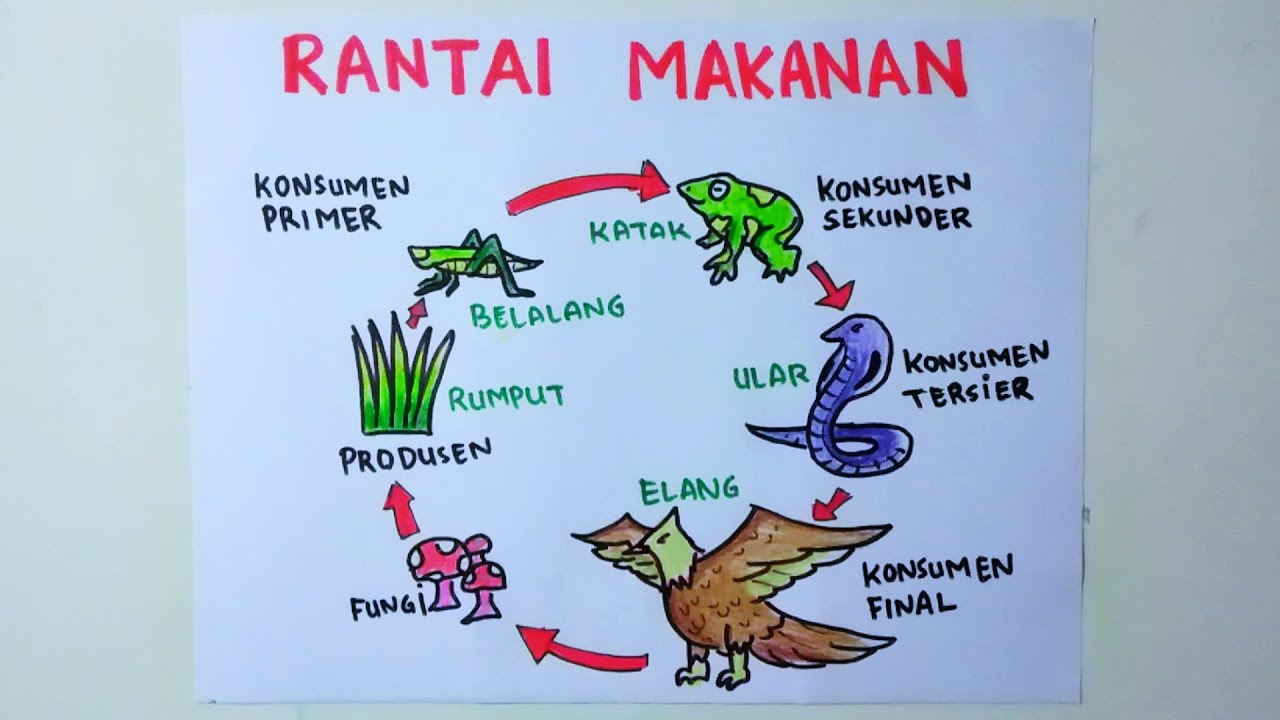 RANTAI MAKANAN
KONSUMEN
PRIMER
BELALANG
KATAK
KONSUMEN
SEKUNDER
ULAR
KONSUMEN
TERSIER
RUMPUT
PRODUSEN
ELANG
KONSUMEN
FINAL
FUNGI